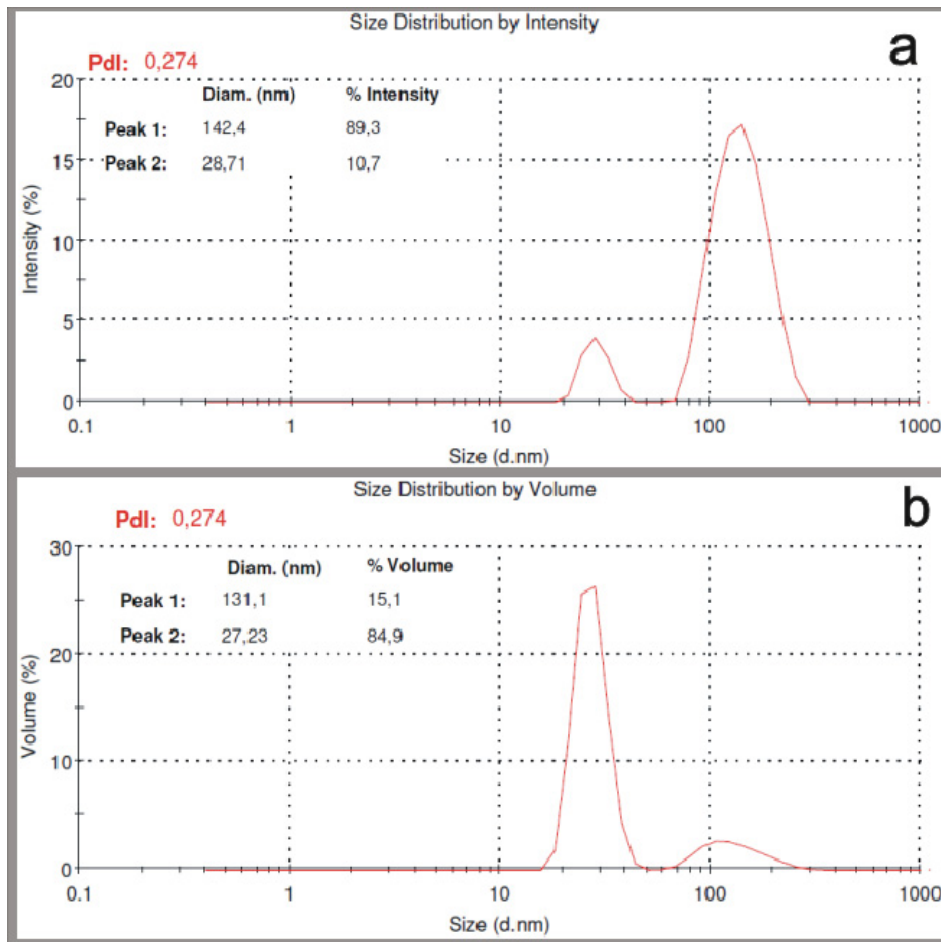 Size Distribution by Intensity
a
PdI: 0,274
Diam. (nm) % Intensity
Peak 1: 142,4 89,3
Peak 2: 28,71 10,7
Intensity (%)
20
15
10
5
0
0.1 1 10 100 1000
Size (d.nm)
Size Distribution by Volume
b
PdI: 0,274
Diam. (nm) % Volume
Peak 1: 131,1 15,1
Peak 2: 27,23 84,9
Volume (%)
30
20
10
0
0.1 1 10 100 1000
Size (d.nm)